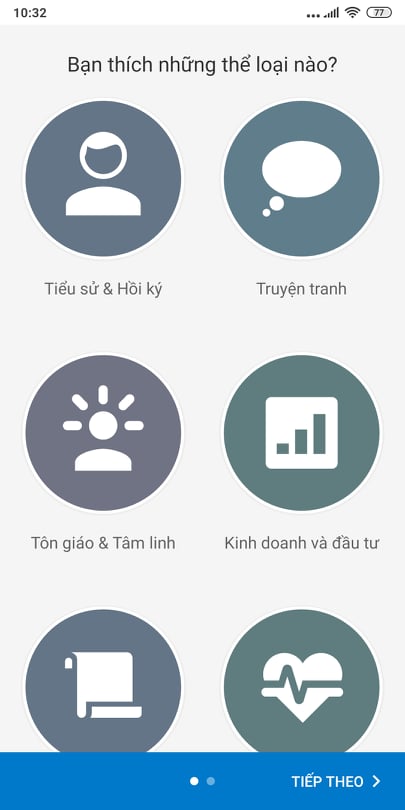 10:32
77
Bạn thích những thể loại nào?
Tiểu sử & Hồi ký
Truyện tranh
Tôn giáo & Tâm linh
Kinh doanh và đầu tư
TIẾP THEO